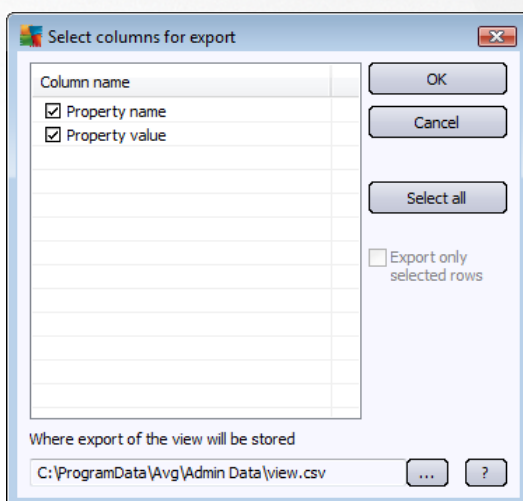 Select columns for export
Column name
Property name
Property value
OK
Cancel
Select all
Export only
selected rows
Where export of the view will be stored
C:\ProgramData\Avg\Admin Data\view.csv
...
?